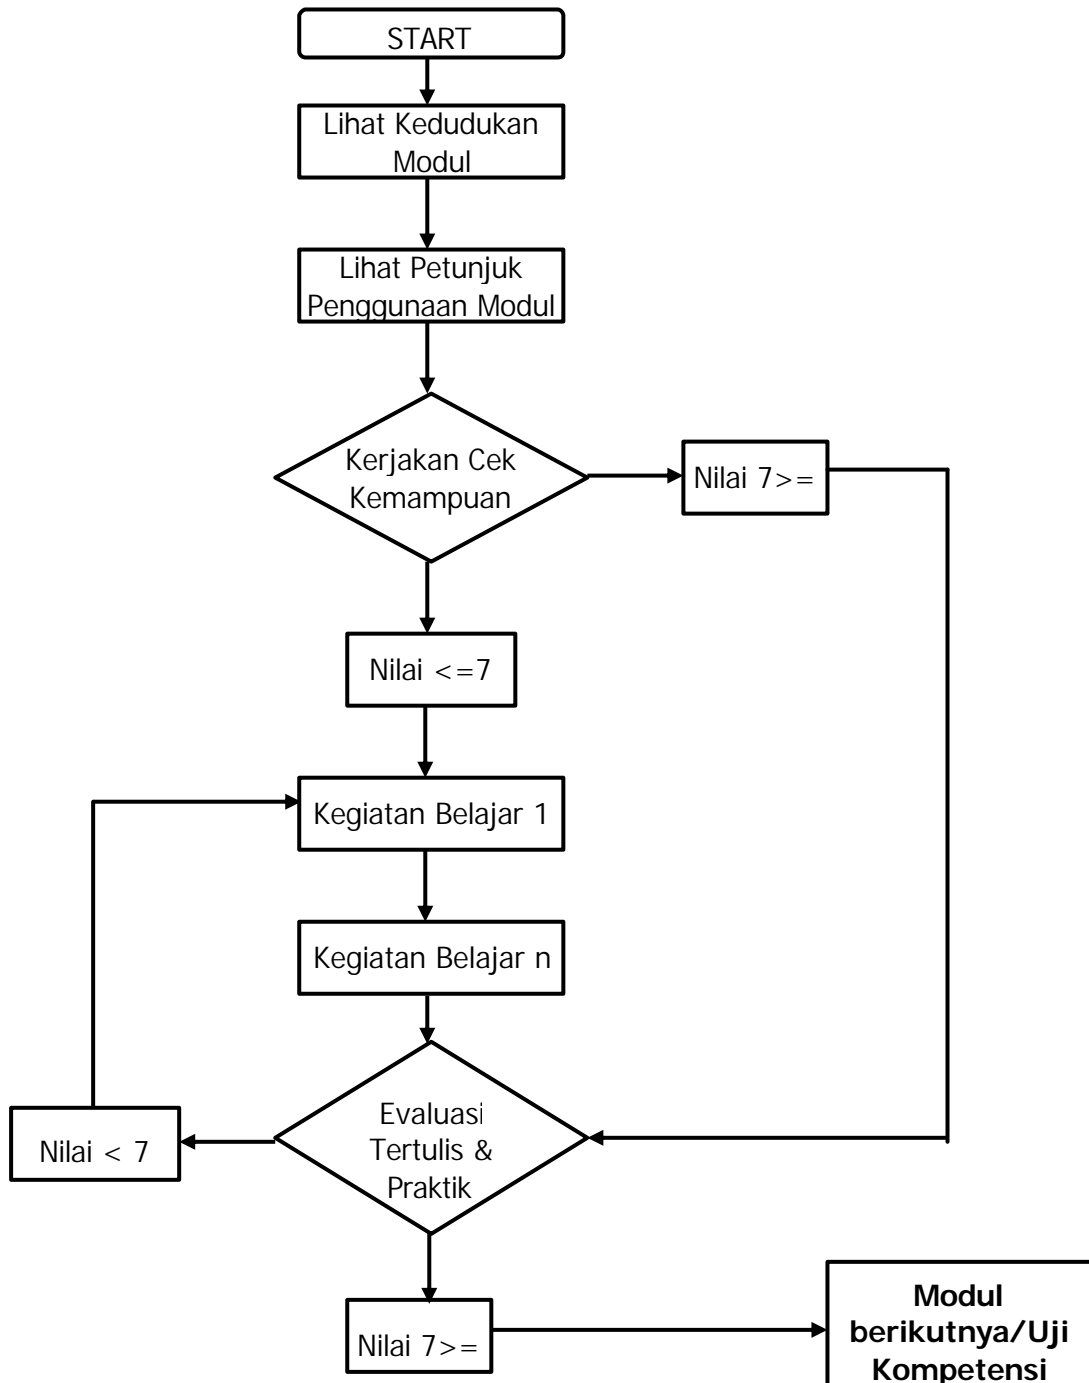 START
Lihat Kedudukan
Modul
Lihat Petunjuk
Penggunaan Modul
Kerjakan Cek
Kemampuan
Nilai 7>=
Nilai <=7
Kegiatan Belajar 1
Kegiatan Belajar n
Evaluasi
Tertulis &
Praktik
Nilai < 7
Nilai 7>=
Modul
berikutnya/Uji
Kompetensi